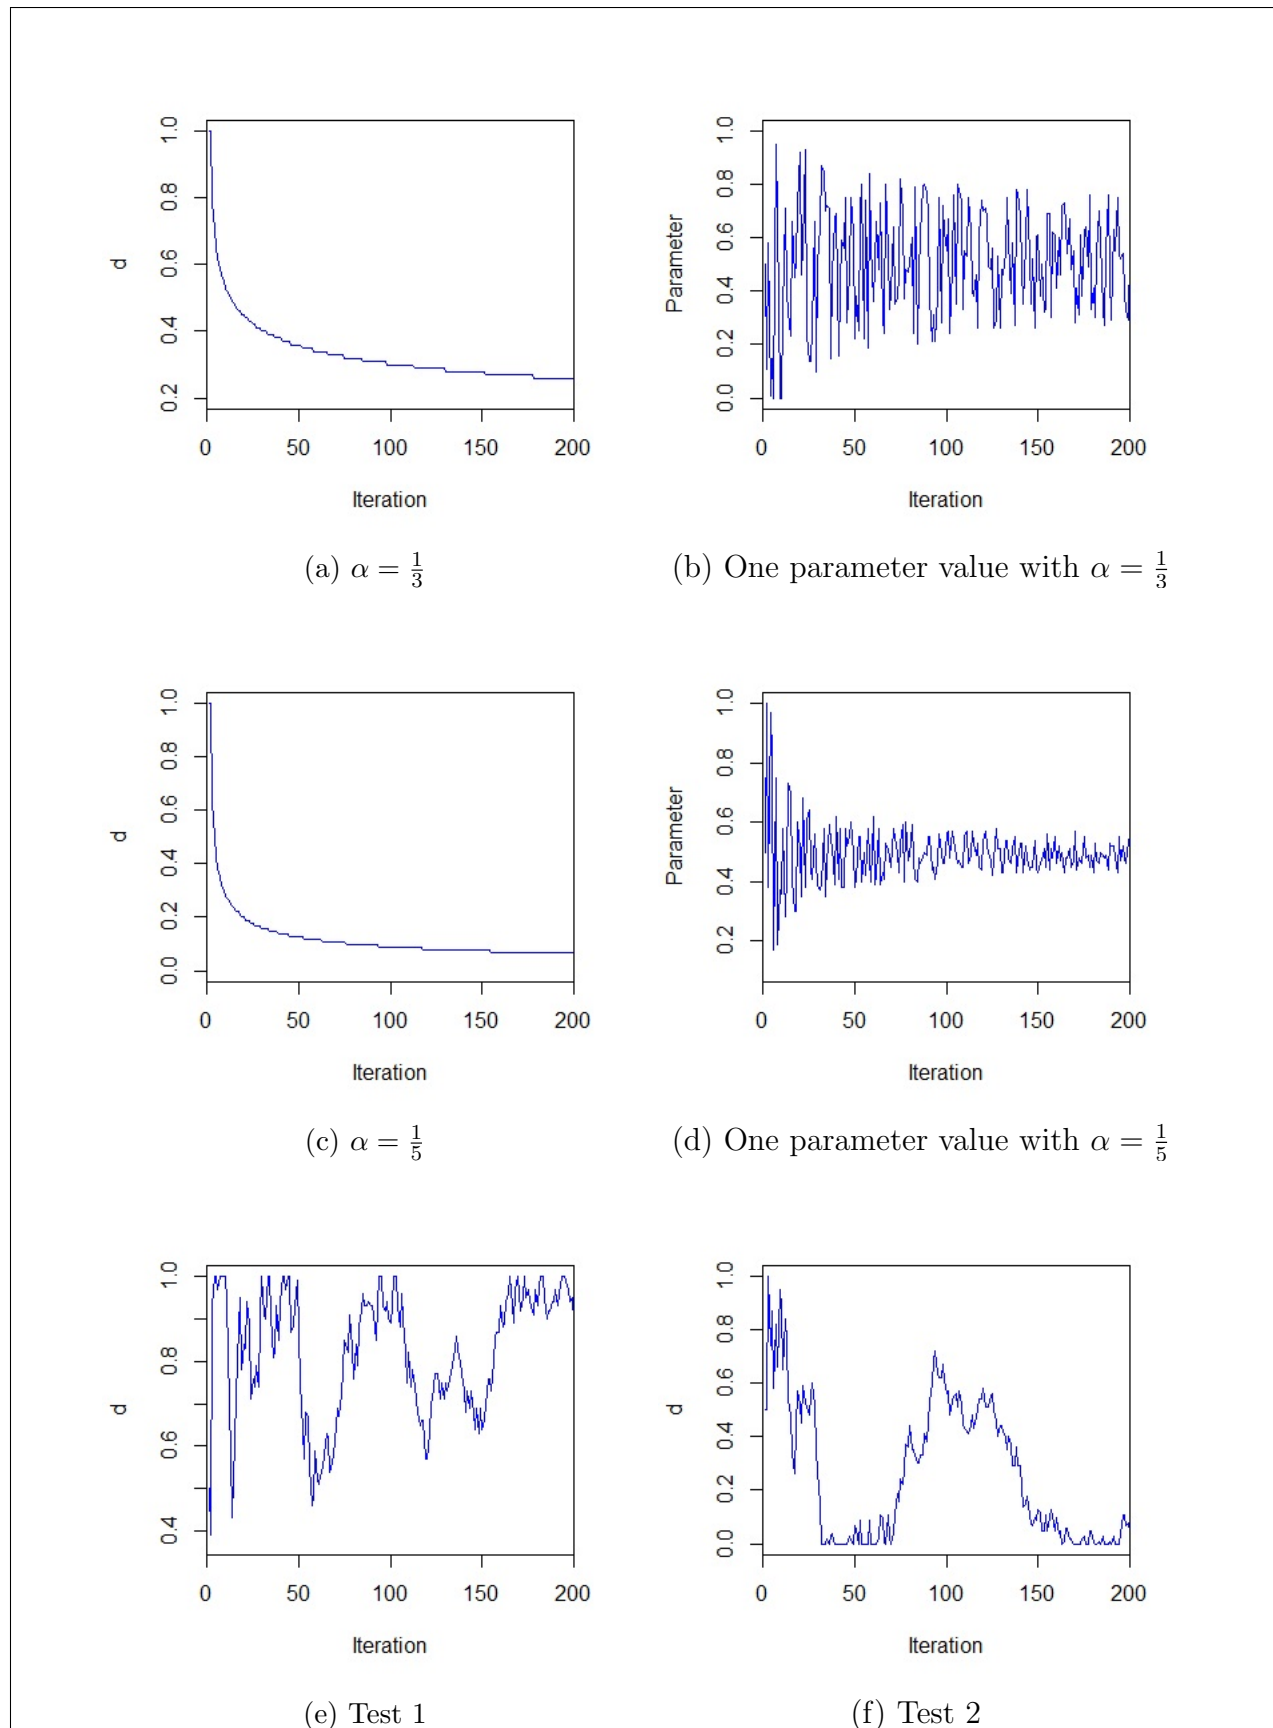 1.0
0.8
0.6
0.4
0.2
d
0 50 100 150 200
Iteration
(a) α = 1/3
1.0
0.8
0.6
0.4
0.2
0.0
Parameter
0 50 100 150 200
Iteration
(b) One parameter value with α = 1/3
1.0
0.8
0.6
0.4
0.2
0.0
d
0 50 100 150 200
Iteration
(c) α = 1/5
1.0
0.8
0.6
0.4
0.2
Parameter
0 50 100 150 200
Iteration
(d) One parameter value with α = 1/5
1.0
0.8
0.6
0.4
d
0 50 100 150 200
Iteration
(e) Test 1
1.0
0.8
0.6
0.4
0.2
0.0
d
0 50 100 150 200
Iteration
(f) Test 2